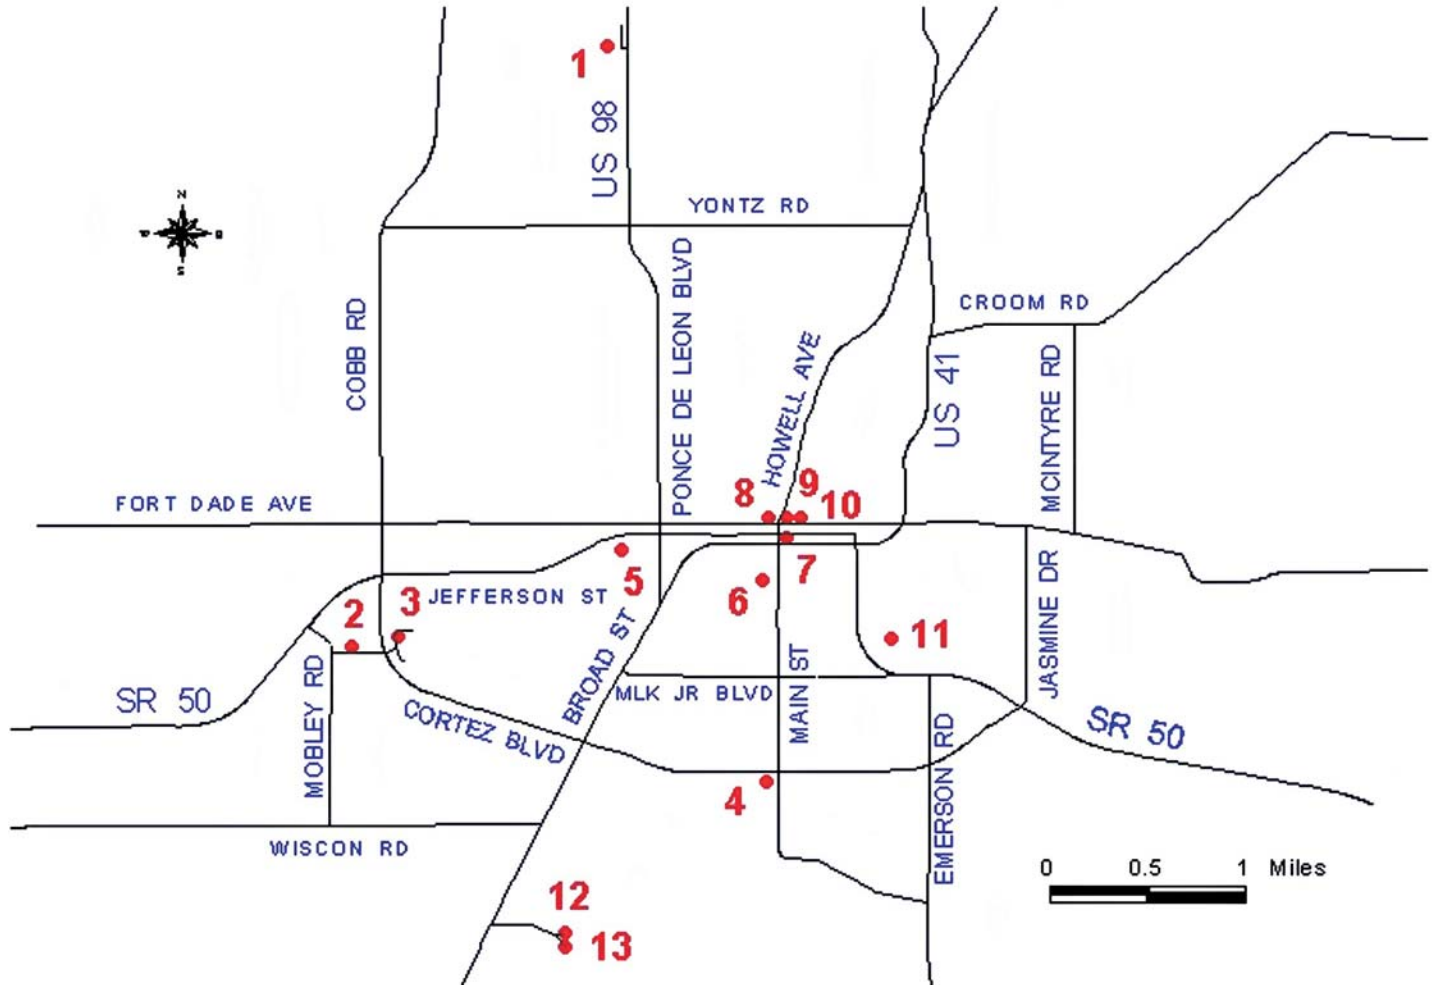 1
US 98
N
YONTZ RD
S
PONCE DE LEON BLVD
CROOM RD
COBB RD
HOWELL AVE
US 41
MCINTYRE RD
FORT DADE AVE
8
9
10
7
5
6
JEFFERSON ST
2
3
11
JASMINE DR
SR 50
MOBLEY RD
CORTEZ BLVD
BROAD ST
MLK JR BLVD
MAIN ST
SR 50
4
EMERSON RD
WISCON RD
0 0.5 1 Miles
12
13